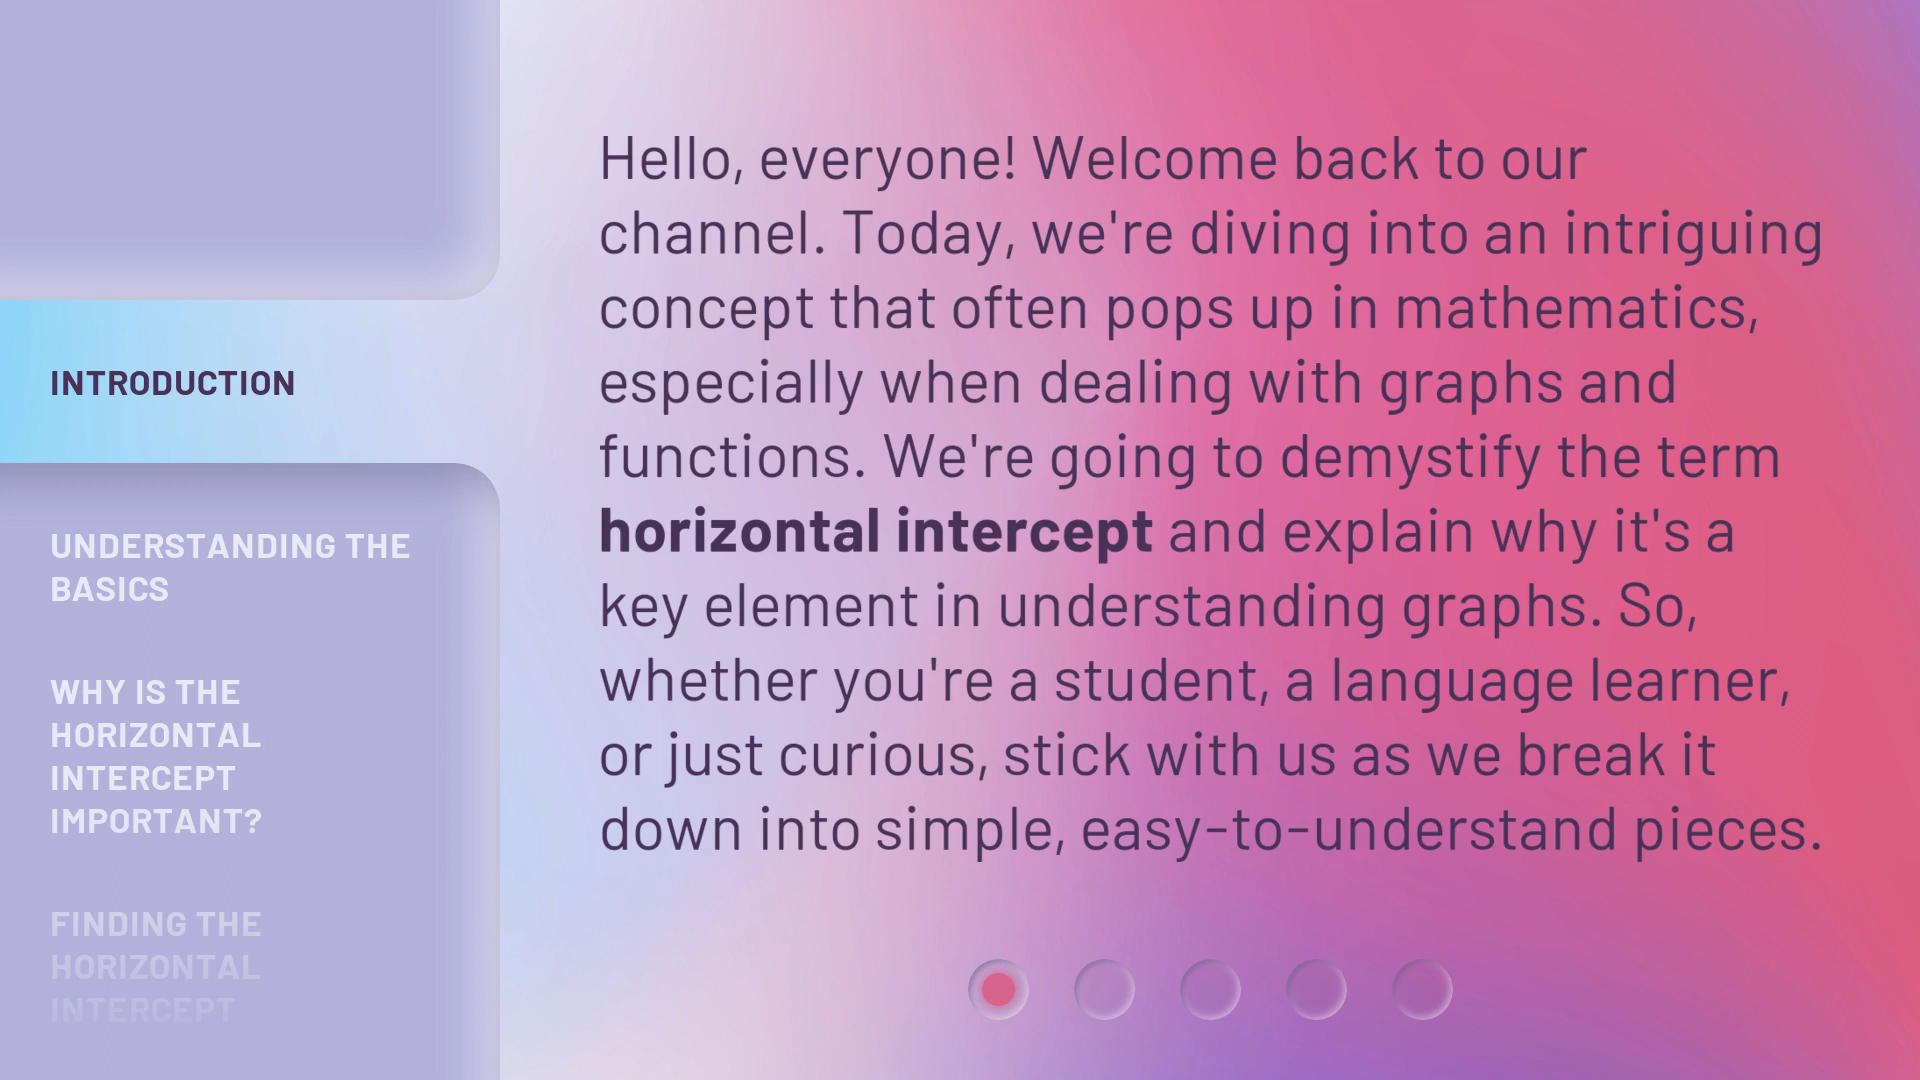 INTRODUCTION
UNDERSTANDING THE
BASICS
WHY IS THE
HORIZONTAL
INTERCEPT
IMPORTANT?
FINDING THE
HORIZONTAL
INTERCEPT
Hello, everyone! Welcome back to our
channel. Today, we're diving into an intriguing
concept that often pops up in mathematics,
especially when dealing with graphs and
functions. We're going to demystify the term
horizontal intercept and explain why it's a
key element in understanding graphs. So,
whether you're a student, a language learner,
or just curious, stick with us as we break it
down into simple, easy-to-understand pieces.